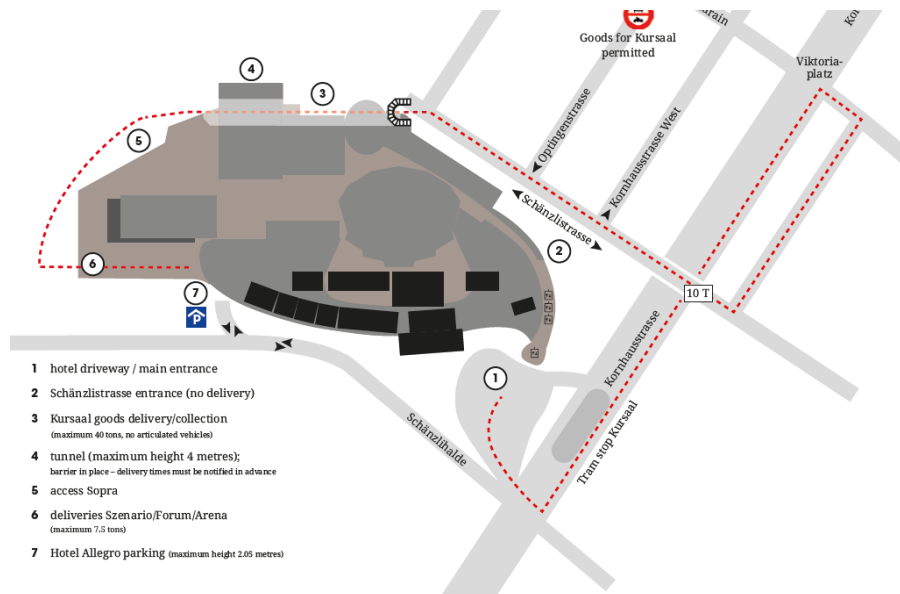 4
3
5
6
7
P
2
1
Goods for Kursaal
permitted
Viktoria-
platz
Optingenstrasse
Kornhausstrasse West
Schänzlistrasse
10 T
Kornhausstrasse
Tram stop Kursaal
Schänzlihalde
1 hotel driveway / main entrance
2 Schänzlistrasse entrance (no delivery)
3 Kursaal goods delivery/collection
(maximum 40 tons, no articulated vehicles)
4 tunnel (maximum height 4 metres);
barrier in place – delivery times must be notified in advance
5 access Sopra
6 deliveries Szenario/Forum/Arena
(maximum 7.5 tons)
7 Hotel Allegro parking (maximum height 2.05 metres)